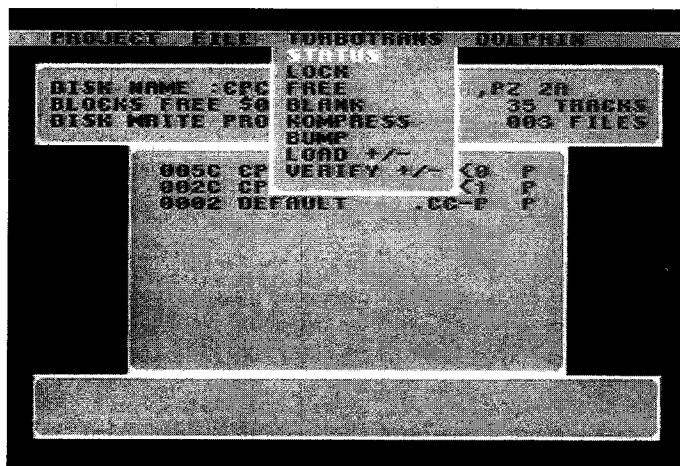 PROJECT FILE TURBOTRANS DOLPHIN
STATUS
LOCK
DISK NAME :CPC FREE ,PZ 2A
BLOCKS FREE $0 BLANK 35 TRACKS
DISK WRITE PRO KOMPRESS 003 FILES
BUMP
LOAD +/-
005C CP VERIFY +/- <0 P
002C CP <1 P
0002 DEFAULT .CC-P P